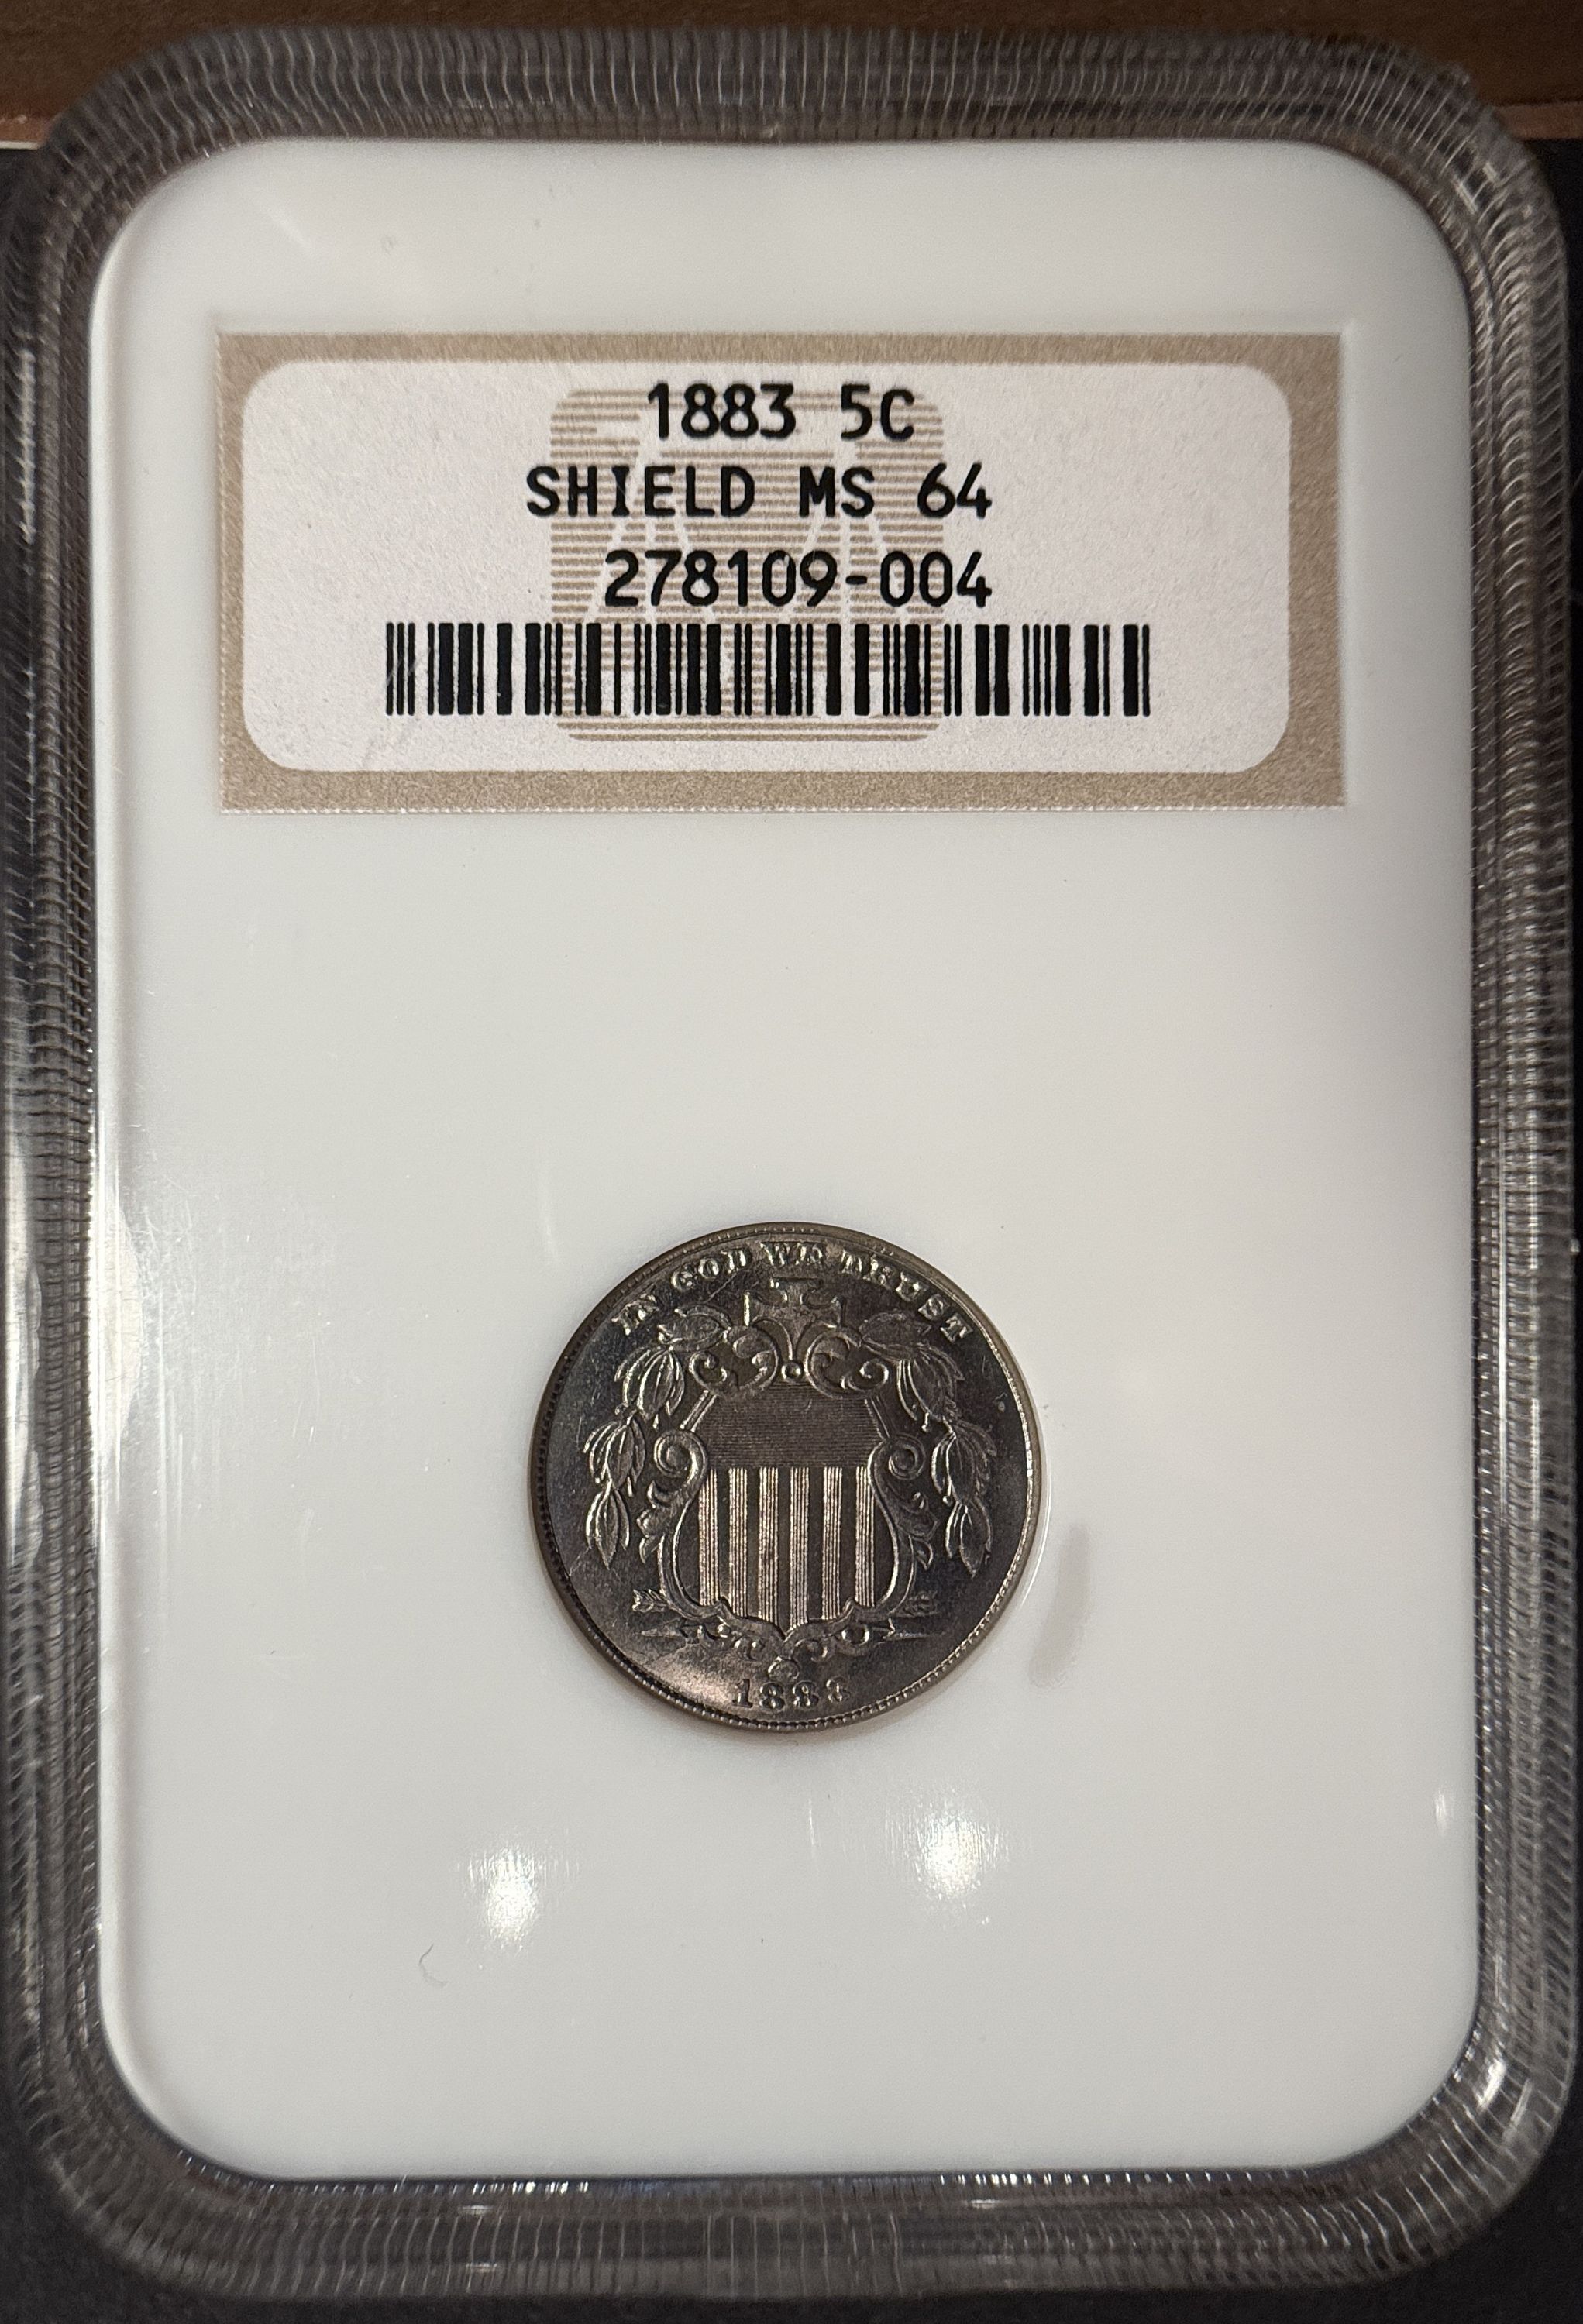 1883 5C
SHIELD MS 64
278109-004
IN GOD WE TRUST
1883